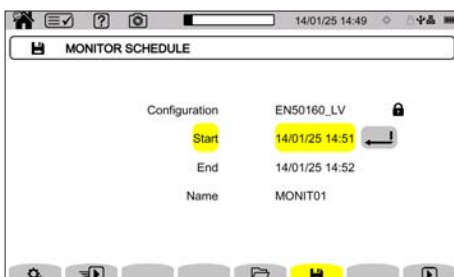 14/01/25 14:49
MONITOR SCHEDULE
Configuration EN50160_LV
Start 14/01/25 14:51
End 14/01/25 14:52
Name MONIT01